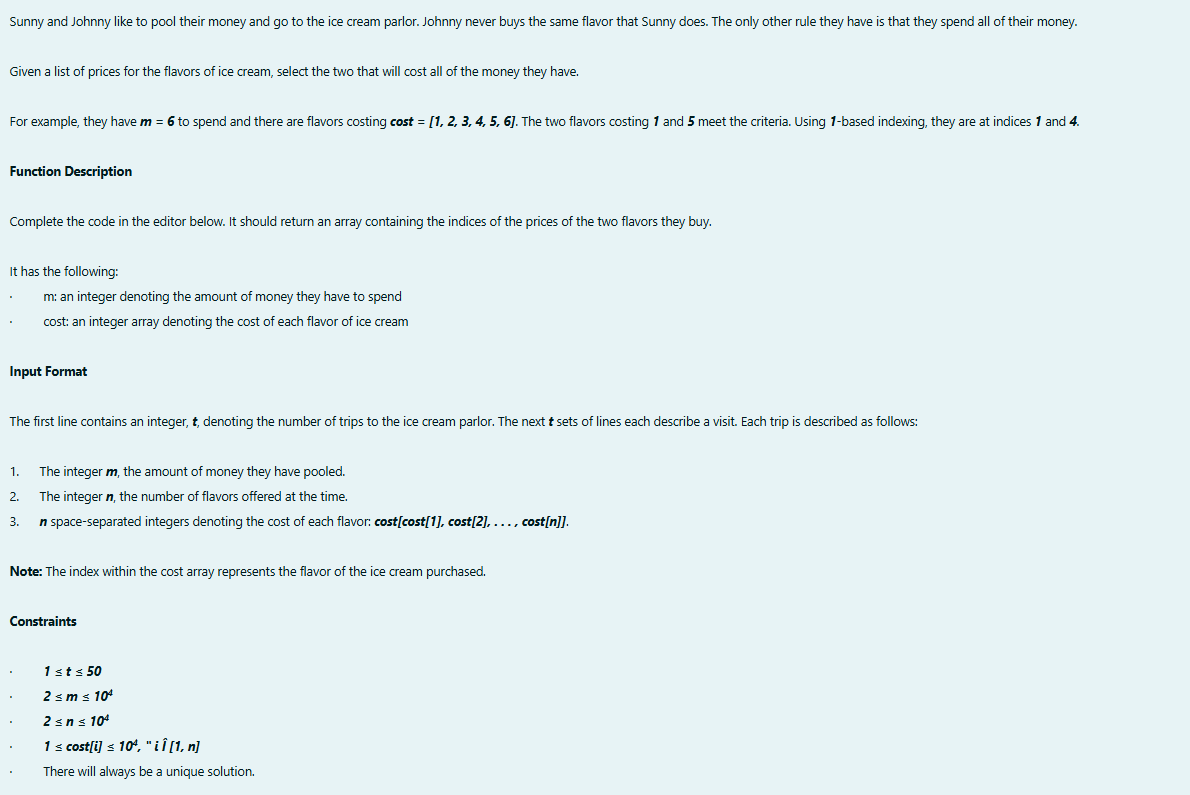 Sunny and Johnny like to pool their money and go to the ice cream parlor. Johnny never buys the same flavor that Sunny does. The only other rule they have is that they spend all of their money.
Given a list of prices for the flavors of ice cream, select the two that will cost all of the money they have.
For example, they have m = 6 to spend and there are flavors costing cost = [1, 2, 3, 4, 5, 6]. The two flavors costing 1 and 5 meet the criteria. Using 1-based indexing, they are at indices 1 and 4.
Function Description
Complete the code in the editor below. It should return an array containing the indices of the prices of the two flavors they buy.
It has the following:
· m: an integer denoting the amount of money they have to spend
· cost: an integer array denoting the cost of each flavor of ice cream
Input Format
The first line contains an integer, t, denoting the number of trips to the ice cream parlor. The next t sets of lines each describe a visit. Each trip is described as follows:
1. The integer m, the amount of money they have pooled.
2. The integer n, the number of flavors offered at the time.
3. n space-separated integers denoting the cost of each flavor: cost[cost[1], cost[2], . . . , cost[n]].
Note: The index within the cost array represents the flavor of the ice cream purchased.
Constraints
· 1 ≤ t ≤ 50
· 2 ≤ m ≤ 10⁴
· 2 ≤ n ≤ 10⁴
· 1 ≤ cost[i] ≤ 10⁴, " i Î [1, n]
· There will always be a unique solution.